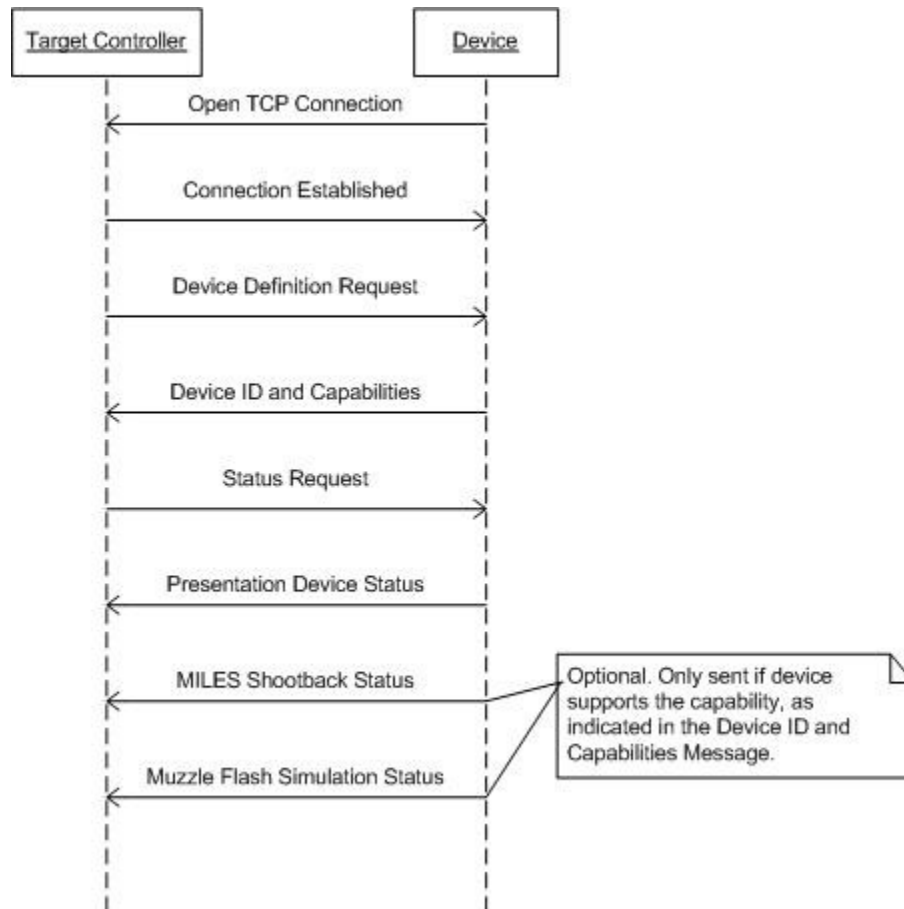 Target Controller
Device
Open TCP Connection
Connection Established
Device Definition Request
Device ID and Capabilities
Status Request
Presentation Device Status
MILES Shootback Status
Optional. Only sent if device
supports the capability, as
indicated in the Device ID and
Capabilities Message.
Muzzle Flash Simulation Status